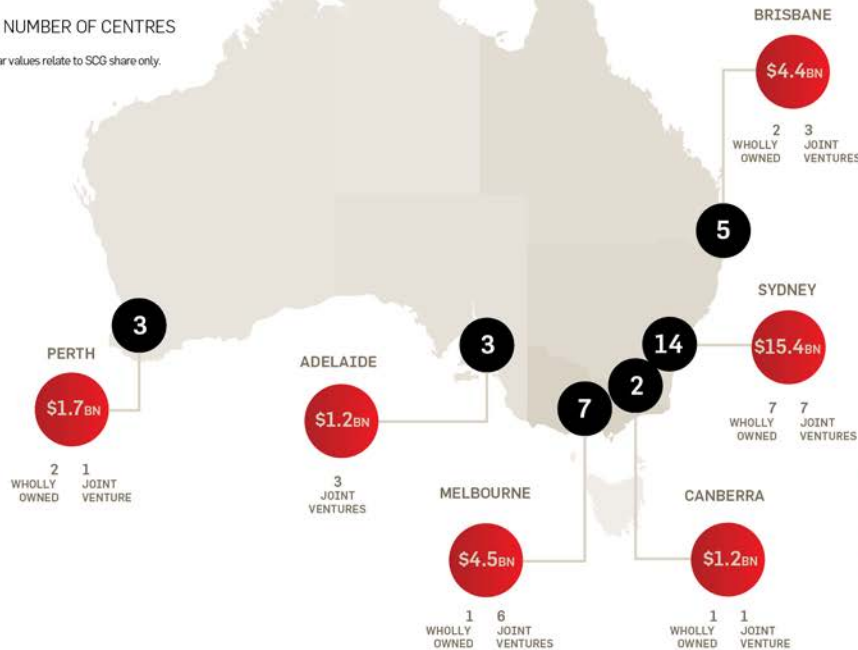 NUMBER OF CENTRES
values relate to SCG share only.
BRISBANE
$4.4BN
2 3
WHOLLY JOINT
OWNED VENTURES
5
SYDNEY
14
$15.4BN
7 7
WHOLLY JOINT
OWNED VENTURES
3
PERTH
$1.7BN
2 1
WHOLLY JOINT
OWNED VENTURE
3
ADELAIDE
$1.2BN
3
JOINT
VENTURES
7
MELBOURNE
$4.5BN
1 6
WHOLLY JOINT
OWNED VENTURES
2
CANBERRA
$1.2BN
1 1
WHOLLY JOINT
OWNED VENTURE